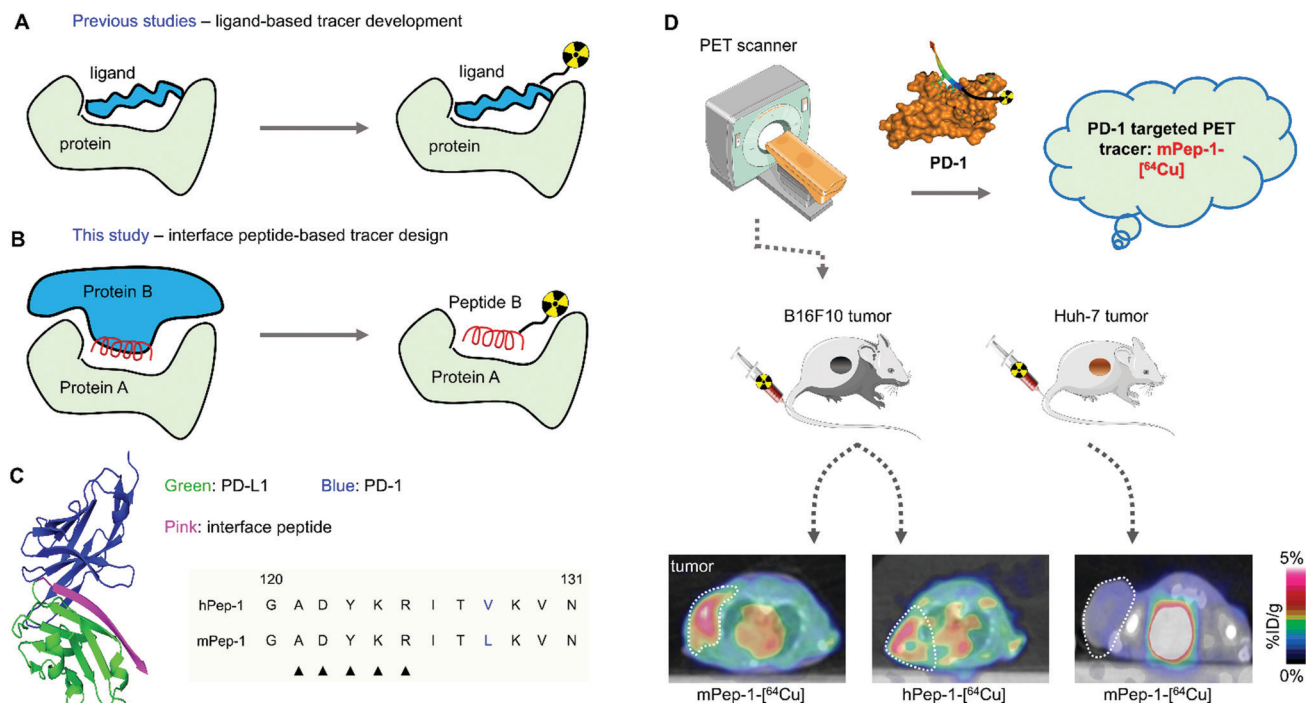 A
Previous studies – ligand-based tracer development
ligand
protein
ligand
protein
B
This study – interface peptide-based tracer design
Protein B
Protein A
Peptide B
Protein A
C
Green: PD-L1 Blue: PD-1
Pink: interface peptide
120 131
hPep-1 G A D Y K R I T V K V N
mPep-1 G A D Y K R I T L K V N
D
PET scanner
PD-1
PD-1 targeted PET
tracer: mPep-1-
[⁶⁴Cu]
B16F10 tumor
Huh-7 tumor
tumor
mPep-1-[⁶⁴Cu]
hPep-1-[⁶⁴Cu]
mPep-1-[⁶⁴Cu]
5%
%ID/g
0%